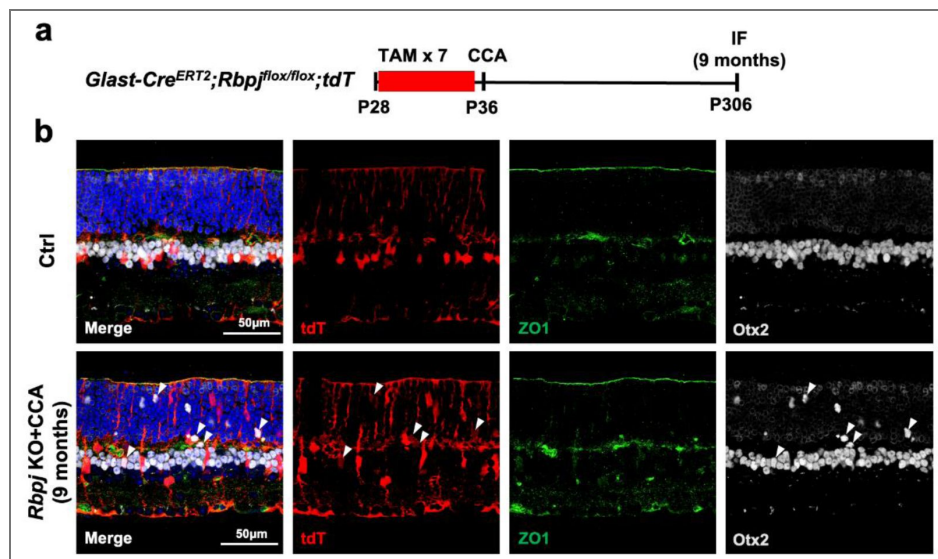 a
IF
(9 months)
TAM x 7 CCA
Glast-CreERT2;Rbpjflox/flox;tdT
P28 P36 P306
b
Ctrl
Merge 50µm tdT ZO1 Otx2
Rbpj KO+CCA
(9 months)
Merge 50µm tdT ZO1 Otx2